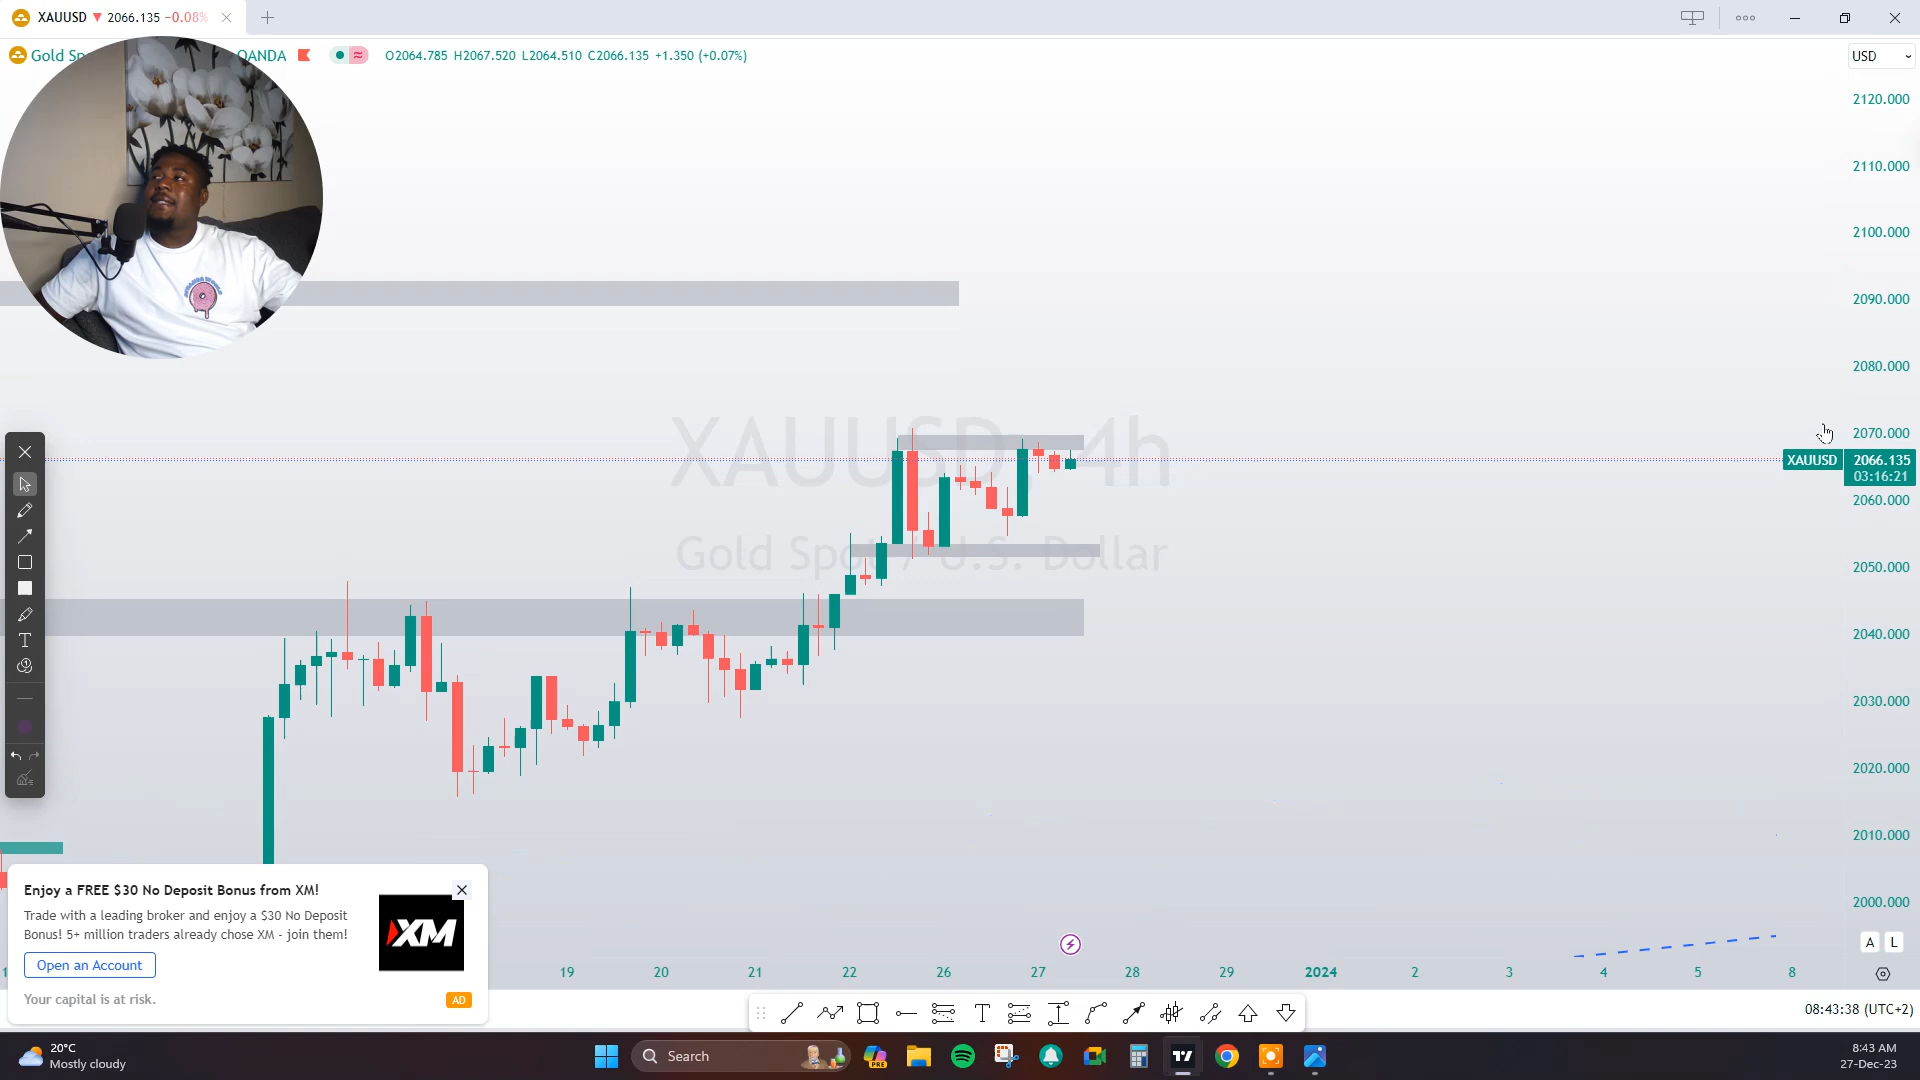 XAUUSD ▼ 2066.135 −0.08%
Gold Sp OANDA O2064.785 H2067.520 L2064.510 C2066.135 +1.350 (+0.07%)
USD
2120.000
2110.000
2100.000
2090.000
2080.000
2070.000
XAUUSD 2066.135
03:16:21
2060.000
2050.000
2040.000
2030.000
2020.000
2010.000
2000.000
XAUUSD, 4h
Gold Spot / U.S. Dollar
Enjoy a FREE $30 No Deposit Bonus from XM!
Trade with a leading broker and enjoy a $30 No Deposit
Bonus! 5+ million traders already chose XM - join them!
XM
Open an Account
Your capital is at risk.
AD
A L
19 20 21 22 26 27 28 29 2024 2 3 4 5 8
08:43:38 (UTC+2)
20°C
Mostly cloudy
Search
PRE
8:43 AM
27-Dec-23